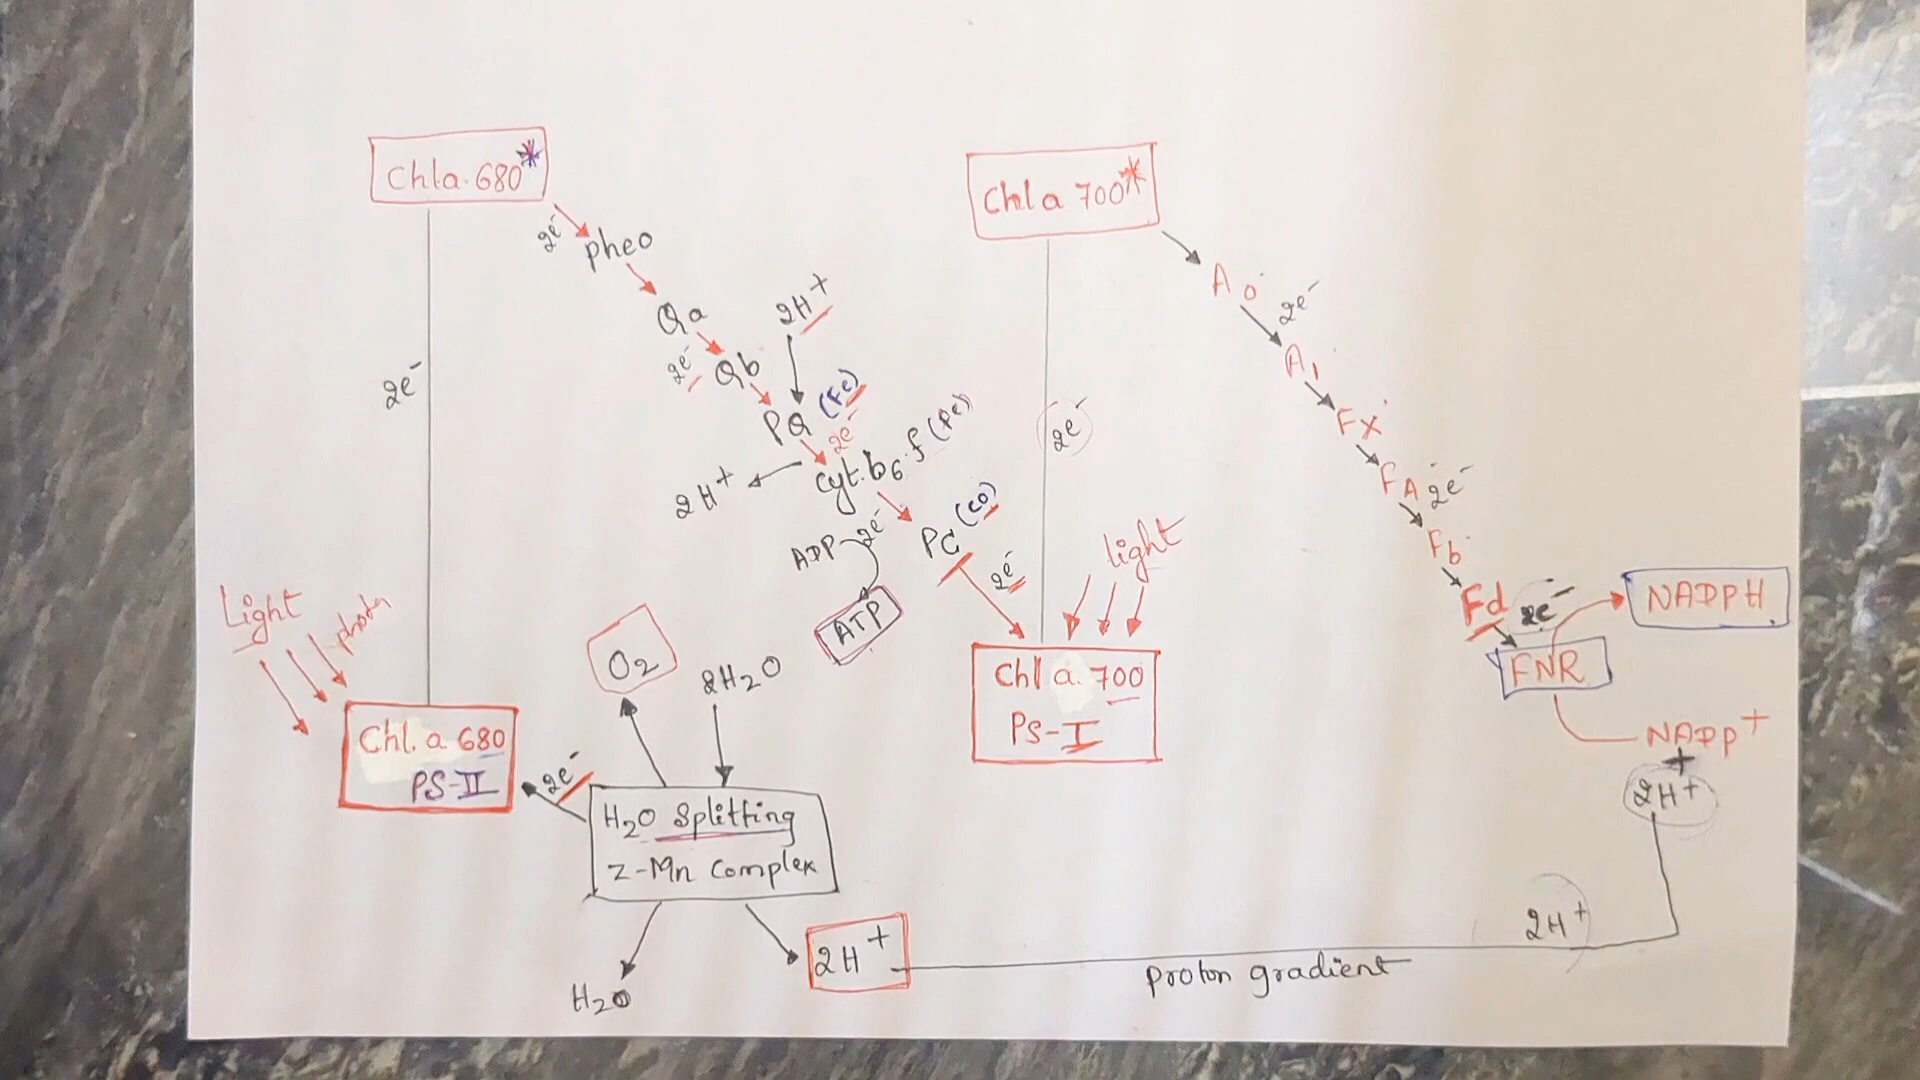 Chla.680*
Chl a 700*
2e-
pheo
Qa
2H+
2e-
Qb
PQ (Fe)
2e-
2H+
Cyt.b6.f (Fe)
2e-
ADP
ATP
PC (CO)
2e-
2e-
2e-
A0
2e-
A1
FX
FA 2e-
Fb
Fd 2e-
FNR
NADPH
NADP+
+
2H+
light
Light
Chl a. 700
PS-I
Chl. a 680
PS-II
2e-
O2
2H2O
H2O Splitting
Z-Mn Complex
H2O
2H+
proton gradient
2H+